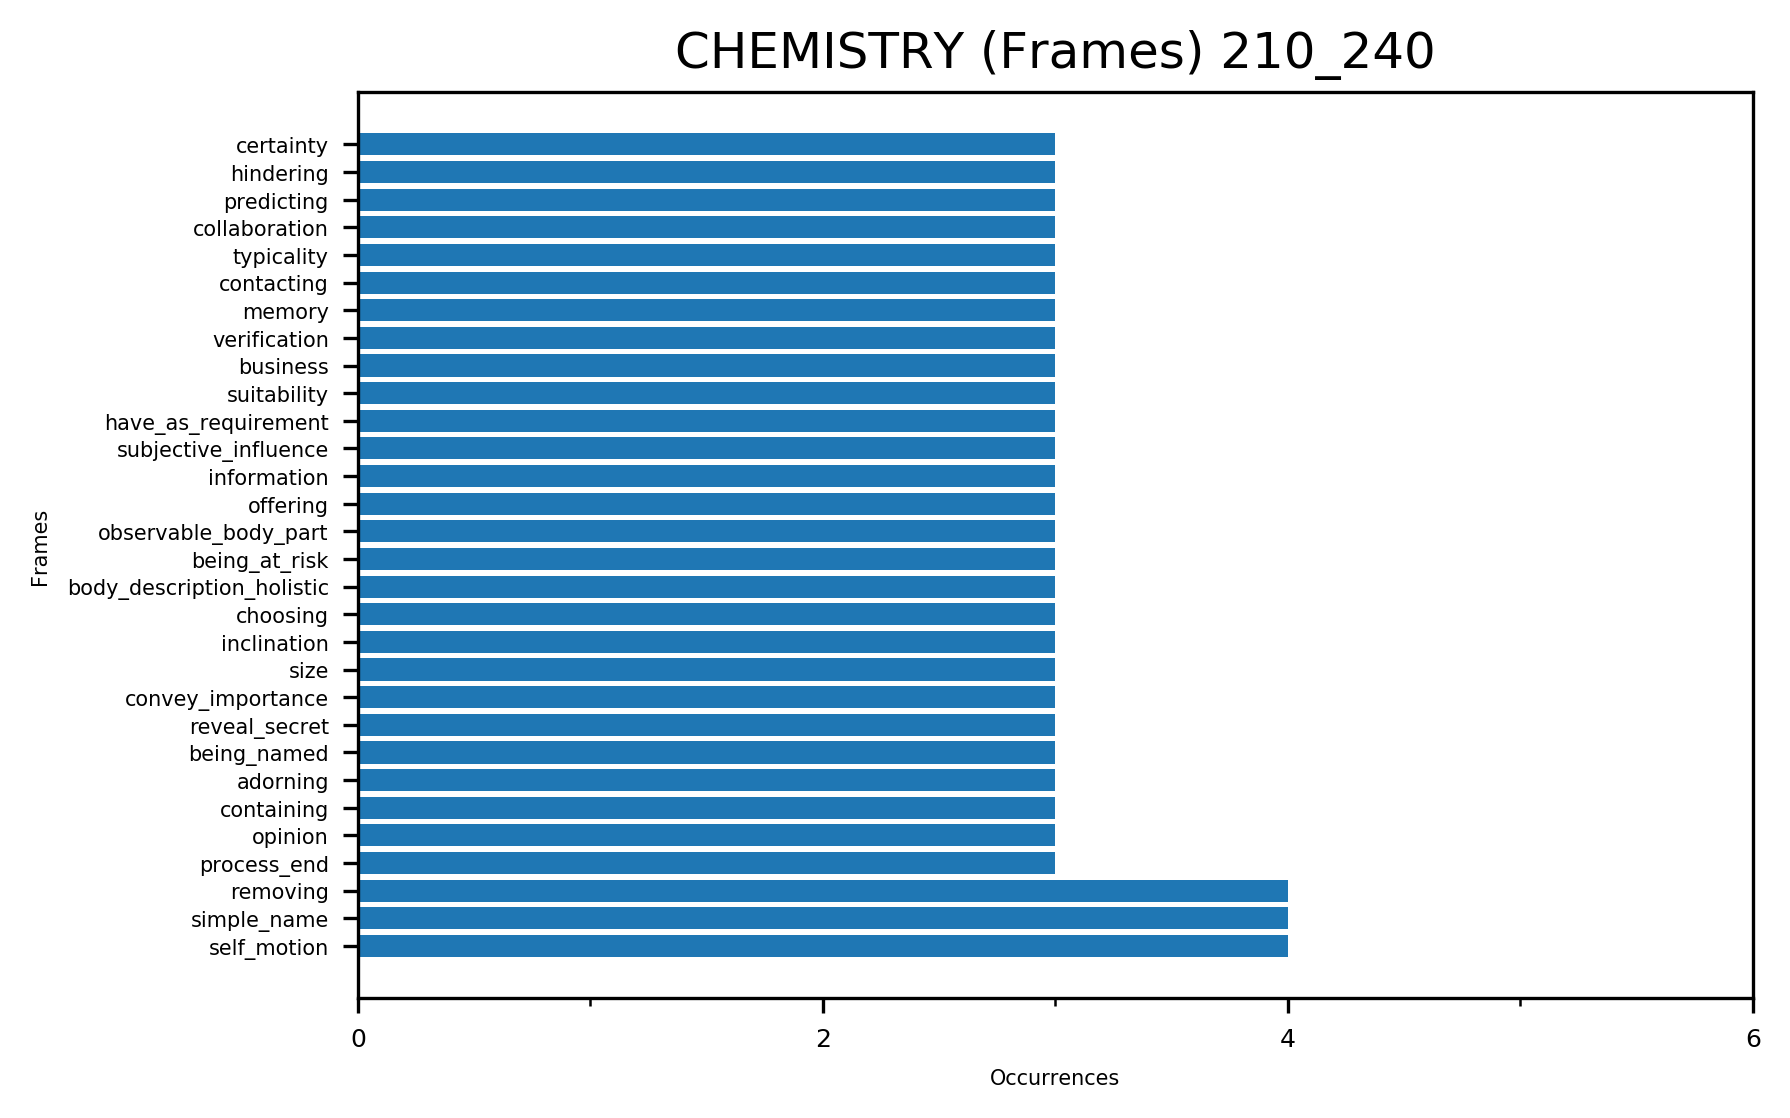 CHEMISTRY (Frames) 210_240
certainty
hindering
predicting
collaboration
typicality
contacting
memory
verification
business
suitability
have_as_requirement
subjective_influence
information
offering
observable_body_part
being_at_risk
body_description_holistic
choosing
inclination
size
convey_importance
reveal_secret
being_named
adorning
containing
opinion
process_end
removing
simple_name
self_motion
Frames
0 2 4 6
Occurrences